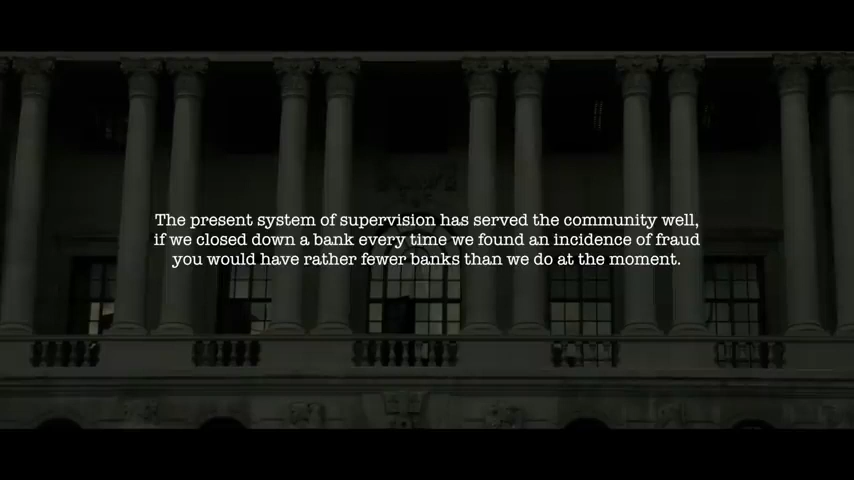 The present system of supervision has served the community well,
if we closed down a bank every time we found an incidence of fraud
you would have rather fewer banks than we do at the moment.